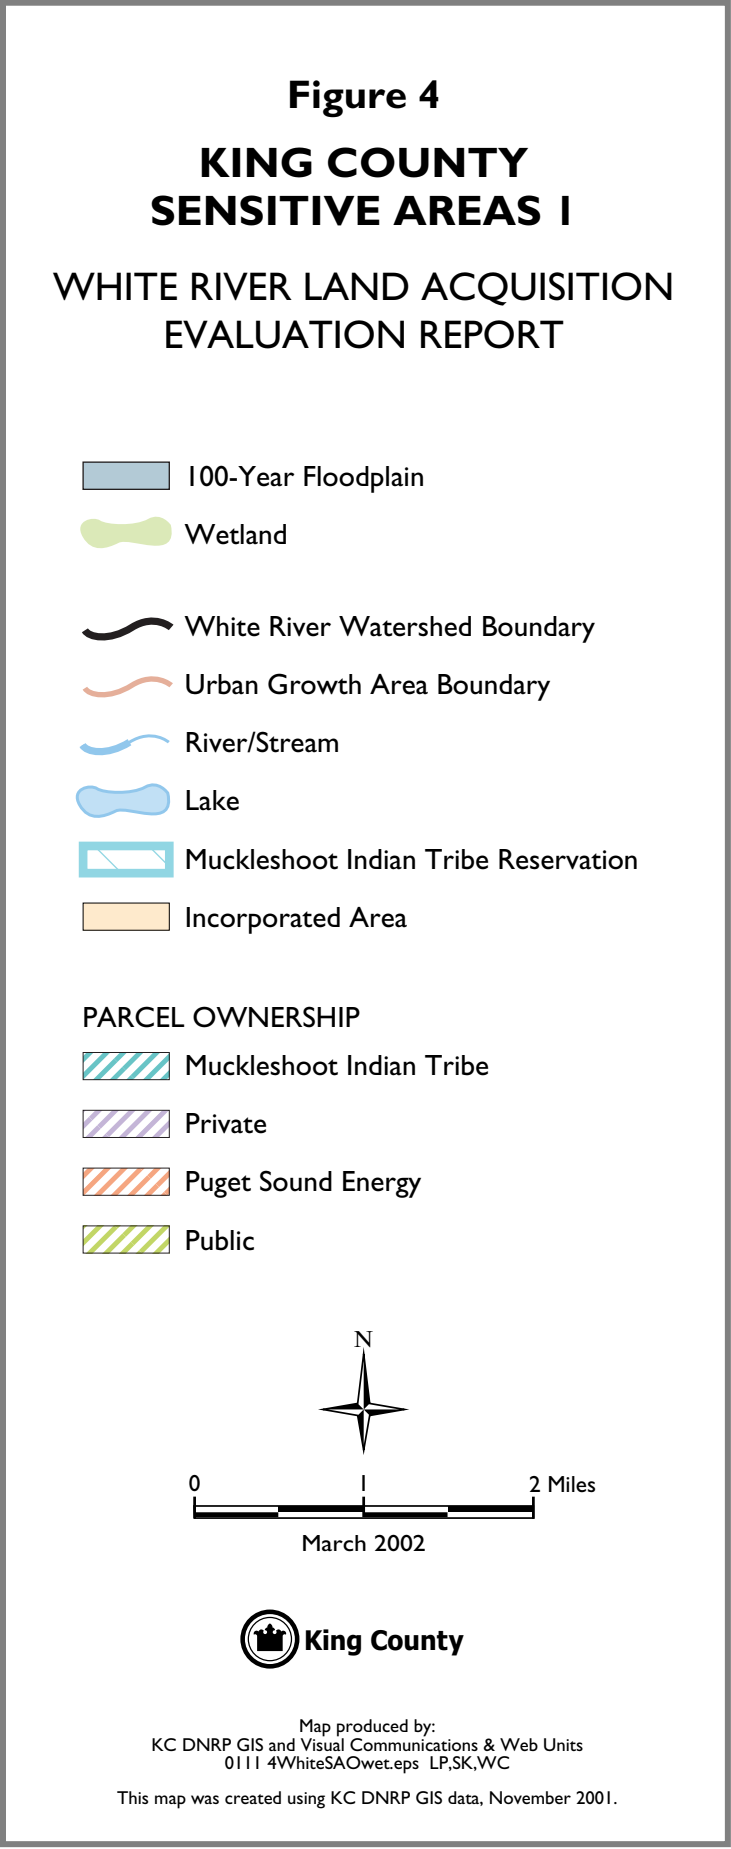 Figure 4
KING COUNTY
SENSITIVE AREAS 1
WHITE RIVER LAND ACQUISITION
EVALUATION REPORT
100-Year Floodplain
Wetland
White River Watershed Boundary
Urban Growth Area Boundary
River/Stream
Lake
Muckleshoot Indian Tribe Reservation
Incorporated Area
PARCEL OWNERSHIP
Muckleshoot Indian Tribe
Private
Puget Sound Energy
Public
N
0 1 2 Miles
March 2002
King County
Map produced by:
KC DNRP GIS and Visual Communications & Web Units
0111 4WhiteSAOwet.eps LP,SK,WC
This map was created using KC DNRP GIS data, November 2001.